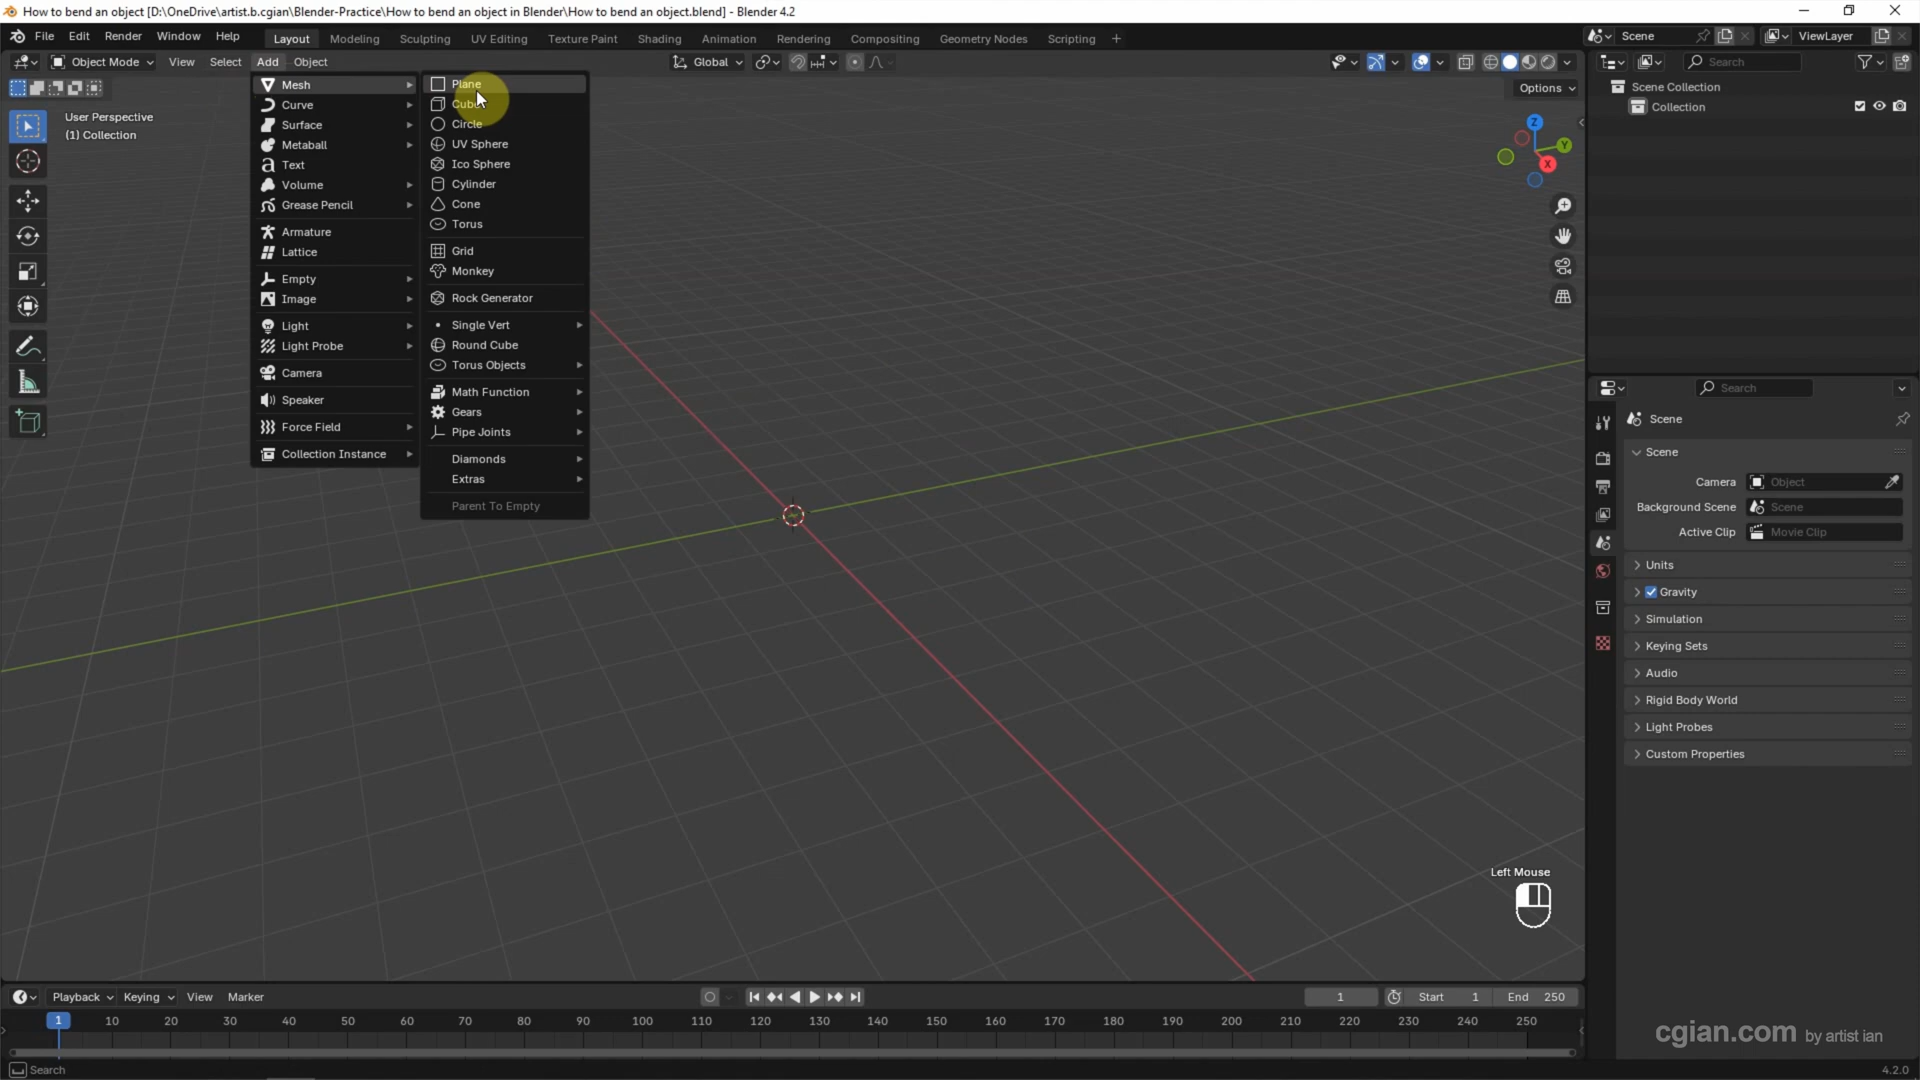 How to bend an object [D:\OneDrive\artist.b.cgian\Blender-Practice\How to bend an object in Blender\How to bend an object.blend] - Blender 4.2
File Edit Render Window Help Layout Modeling Sculpting UV Editing Texture Paint Shading Animation Rendering Compositing Geometry Nodes Scripting + Scene ViewLayer
Object Mode View Select Add Object Global Search
Options
User Perspective
(1) Collection
Mesh
Curve
Surface
Metaball
Text
Volume
Grease Pencil
Armature
Lattice
Empty
Image
Light
Light Probe
Camera
Speaker
Force Field
Collection Instance
Plane
Cube
Circle
UV Sphere
Ico Sphere
Cylinder
Cone
Torus
Grid
Monkey
Rock Generator
Single Vert
Round Cube
Torus Objects
Math Function
Gears
Pipe Joints
Diamonds
Extras
Parent To Empty
Z
Y
X
Left Mouse
Scene Collection
Collection
Search
Scene
Scene
Camera Object
Background Scene Scene
Active Clip Movie Clip
Units
Gravity
Simulation
Keying Sets
Audio
Rigid Body World
Light Probes
Custom Properties
Playback Keying View Marker 1 Start 1 End 250
1 10 20 30 40 50 60 70 80 90 100 110 120 130 140 150 160 170 180 190 200 210 220 230 240 250
cgian.com by artist ian
Search 4.2.0